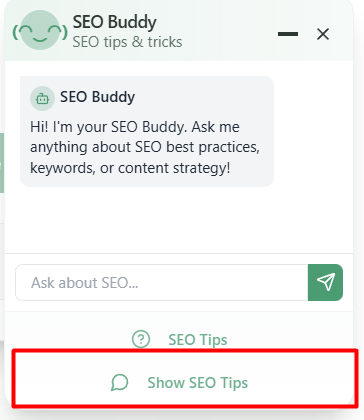 SEO Buddy
SEO tips & tricks
SEO Buddy
Hi! I'm your SEO Buddy. Ask me
anything about SEO best practices,
keywords, or content strategy!
Ask about SEO...
SEO Tips
Show SEO Tips